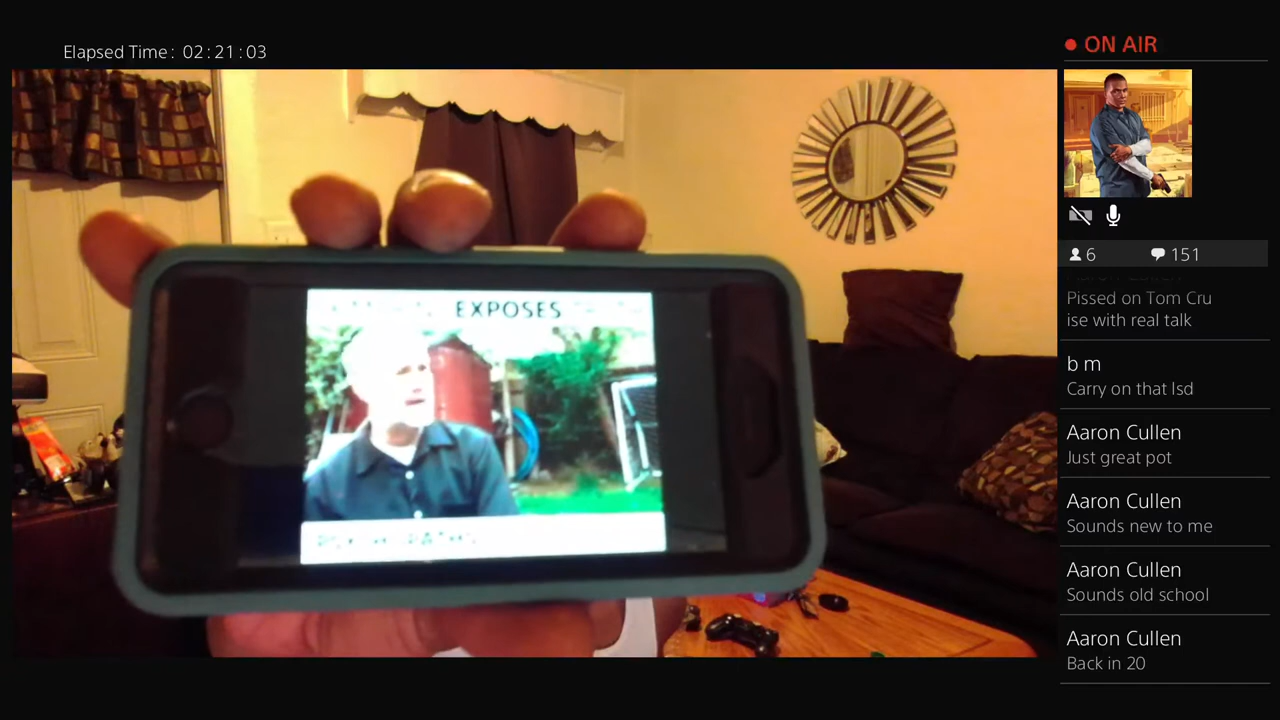 Elapsed Time: 02:21:03
ON AIR
6 151
EXPOSES
Pissed on Tom Cru
ise with real talk
b m
Carry on that lsd
Aaron Cullen
Just great pot
Aaron Cullen
Sounds new to me
Aaron Cullen
Sounds old school
Aaron Cullen
Back in 20